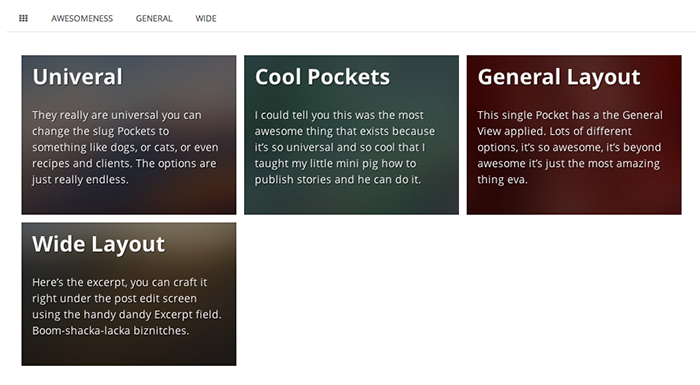 AWESOMENESS GENERAL WIDE
Univeral
They really are universal you can
change the slug Pockets to
something like dogs, or cats, or even
recipes and clients. The options are
just really endless.
Cool Pockets
I could tell you this was the most
awesome thing that exists because
it's so universal and so cool that I
taught my little mini pig how to
publish stories and he can do it.
General Layout
This single Pocket has a the General
View applied. Lots of different
options, it's so awesome, it's beyond
awesome it's just the most amazing
thing eva.
Wide Layout
Here's the excerpt, you can craft it
right under the post edit screen
using the handy dandy Excerpt field.
Boom-shacka-lacka biznitches.